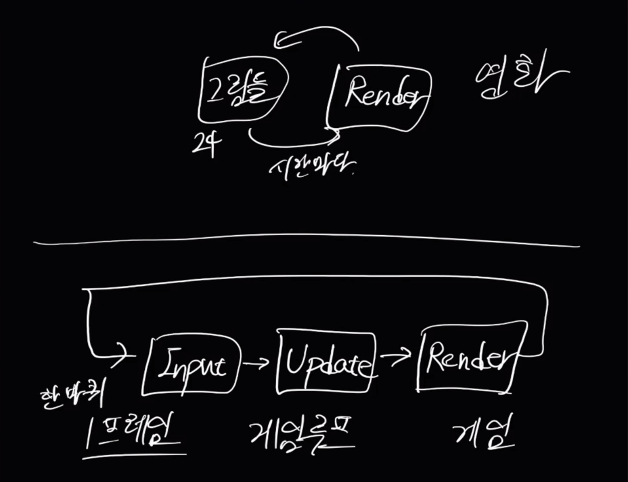 그림들 Render 영화
24
시간마다.
Input Update Render
한 바퀴
1프레임 게임루프 게임